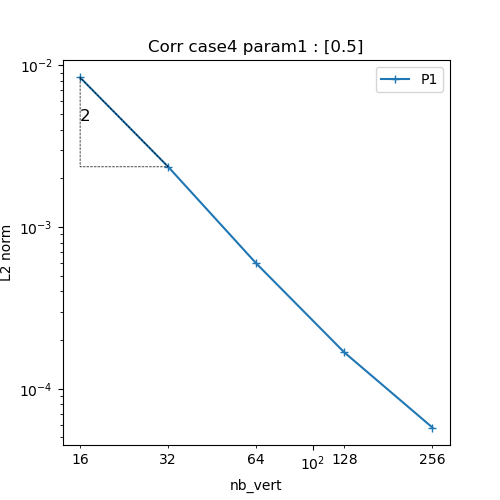 Corr case4 param1 : [0.5]
P1
10⁻²
2
10⁻³
L2 norm
10⁻⁴
16 32 64 10² 128 256
nb_vert